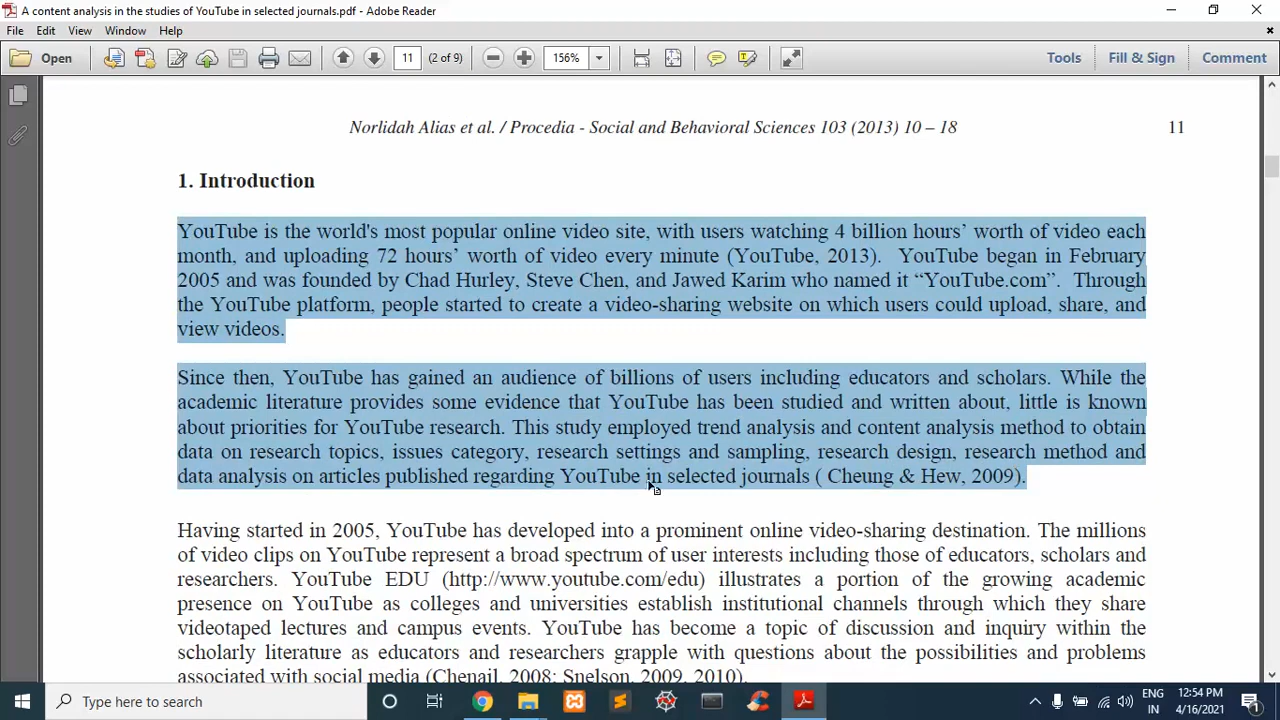 A content analysis in the studies of YouTube in selected journals.pdf - Adobe Reader
File Edit View Window Help
Open 11 (2 of 9) 156% Tools Fill & Sign Comment
Norlidah Alias et al. / Procedia - Social and Behavioral Sciences 103 (2013) 10 – 18 11
1. Introduction
YouTube is the world's most popular online video site, with users watching 4 billion hours’ worth of video each
month, and uploading 72 hours’ worth of video every minute (YouTube, 2013). YouTube began in February
2005 and was founded by Chad Hurley, Steve Chen, and Jawed Karim who named it “YouTube.com”. Through
the YouTube platform, people started to create a video-sharing website on which users could upload, share, and
view videos.
Since then, YouTube has gained an audience of billions of users including educators and scholars. While the
academic literature provides some evidence that YouTube has been studied and written about, little is known
about priorities for YouTube research. This study employed trend analysis and content analysis method to obtain
data on research topics, issues category, research settings and sampling, research design, research method and
data analysis on articles published regarding YouTube in selected journals ( Cheung & Hew, 2009).
Having started in 2005, YouTube has developed into a prominent online video-sharing destination. The millions
of video clips on YouTube represent a broad spectrum of user interests including those of educators, scholars and
researchers. YouTube EDU (http://www.youtube.com/edu) illustrates a portion of the growing academic
presence on YouTube as colleges and universities establish institutional channels through which they share
videotaped lectures and campus events. YouTube has become a topic of discussion and inquiry within the
scholarly literature as educators and researchers grapple with questions about the possibilities and problems
associated with social media (Chenail, 2008; Snelson, 2009, 2010).
Type here to search
ENG 12:54 PM
IN 4/16/2021 1